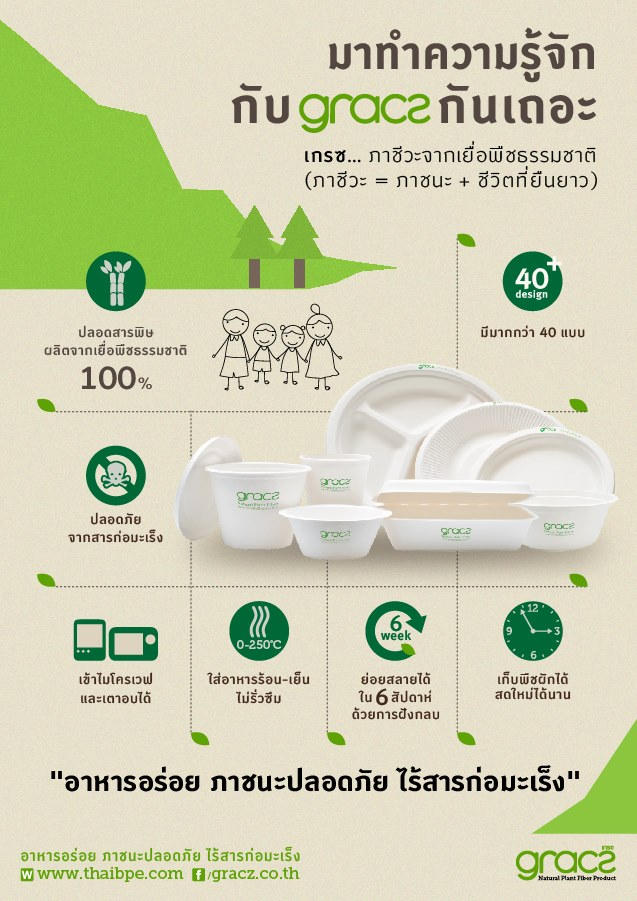 มาทำความรู้จัก
กับ gracz กันเถอะ
เกรซ... ภาชีวะจากเยื่อพืชธรรมชาติ
(ภาชีวะ = ภาชนะ + ชีวิตที่ยืนยาว)
ปลอดสารพิษ
ผลิตจากเยื่อพืชธรรมชาติ
100%
40+
design
มีมากกว่า 40 แบบ
ปลอดภัย
จากสารก่อมะเร็ง
gracz
gracz
gracz
gracz
gracz
เข้าไมโครเวฟ
และเตาอบได้
0-250°C
ใส่อาหารร้อน-เย็น
ไม่รั่วซึม
6
week
ย่อยสลายได้
ใน 6 สัปดาห์
ด้วยการฝังกลบ
12
9 3
6
เก็บพืชผักได้
สดใหม่ได้นาน
"อาหารอร่อย ภาชนะปลอดภัย ไร้สารก่อมะเร็ง"
อาหารอร่อย ภาชนะปลอดภัย ไร้สารก่อมะเร็ง
W www.thaibpe.com f /gracz.co.th
เกรซ
gracz
Natural Plant Fiber Product